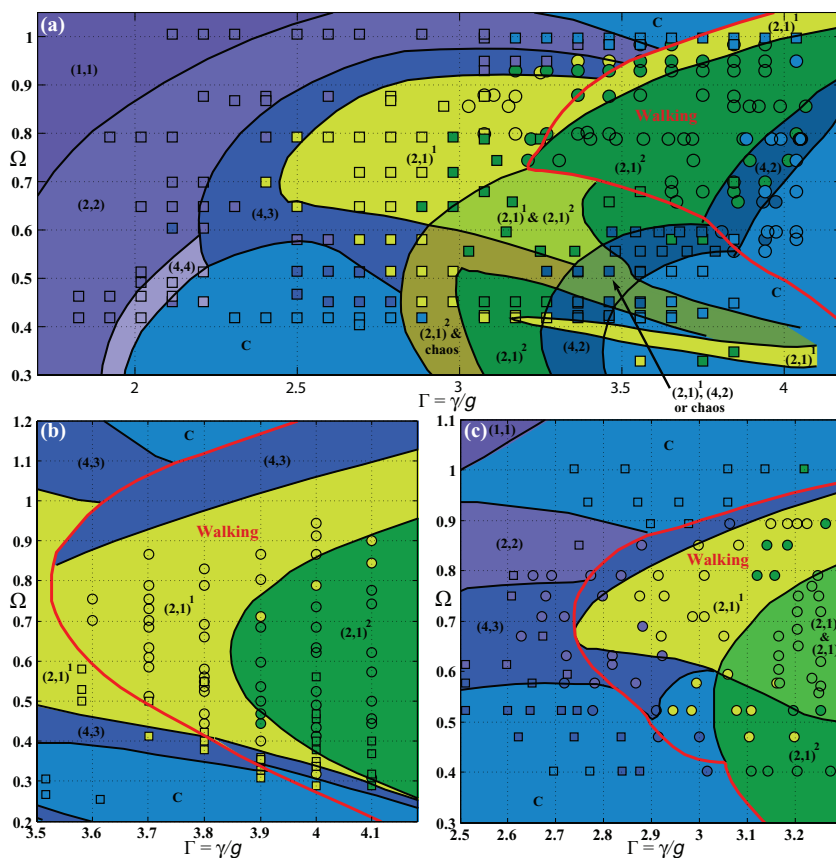 (a)
C
(2,1)¹
(1,1)
Walking
(2,1)¹
(2,1)²
(4,2)
(2,2)
(4,3)
(2,1)¹ & (2,1)²
(4,4)
C
C
(2,1)² &
chaos
(2,1)²
(4,2)
(2,1)¹
(2,1)¹, (4,2)
or chaos
Ω
1
0.9
0.8
0.7
0.6
0.5
0.4
0.3
2 2.5 3 3.5 4
Γ = γ/g
(b)
C
(4,3)
(4,3)
Walking
(2,1)¹
(2,1)²
(2,1)¹
(4,3)
C
Ω
1.2
1.1
1
0.9
0.8
0.7
0.6
0.5
0.4
0.3
0.2
3.5 3.6 3.7 3.8 3.9 4 4.1
Γ = γ/g
(c)
(1,1)
C
(2,2)
Walking
(4,3)
(2,1)¹
(2,1)
&
(2,1)
(2,1)²
C
Ω
1.1
1
0.9
0.8
0.7
0.6
0.5
0.4
0.3
2.5 2.6 2.7 2.8 2.9 3 3.1 3.2
Γ = γ/g